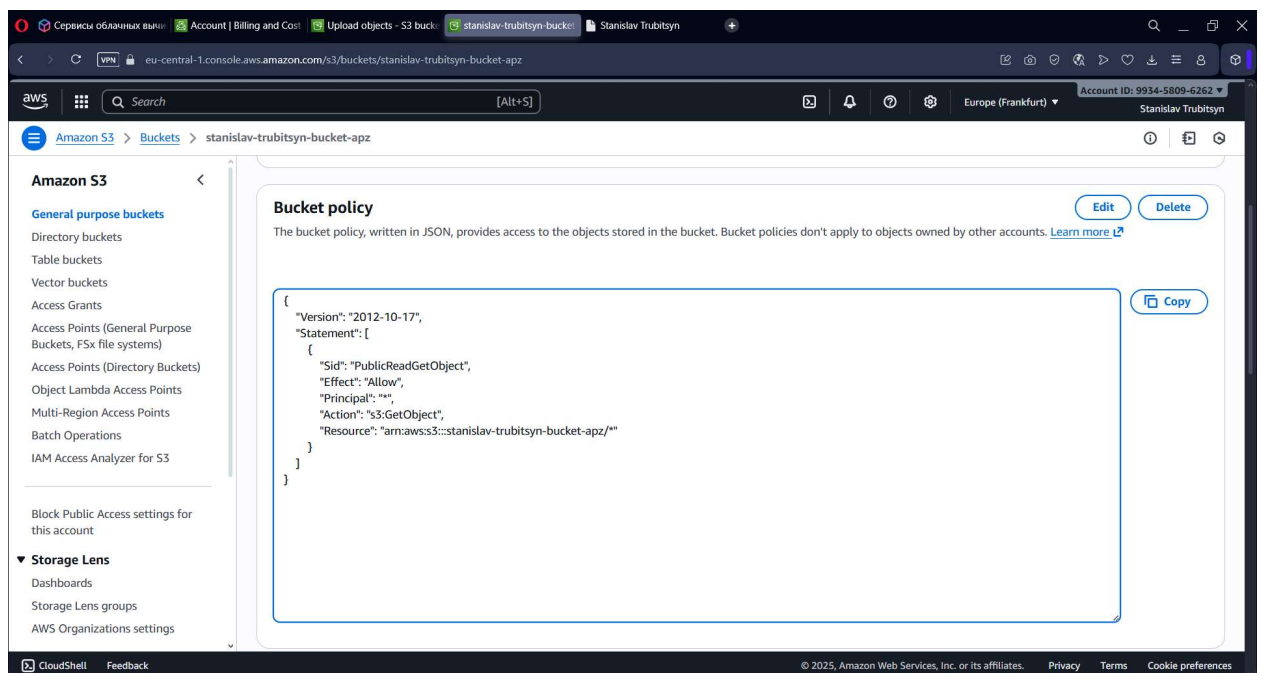 Сервисы облачных вычи
Account | Billing and Cost
Upload objects - S3 bucke
stanislav-trubitsyn-bucket
Stanislav Trubitsyn
VPN
eu-central-1.console.aws.amazon.com/s3/buckets/stanislav-trubitsyn-bucket-apz
aws
Search
[Alt+S]
Europe (Frankfurt)
Account ID: 9934-5809-6262
Stanislav Trubitsyn
Amazon S3 > Buckets > stanislav-trubitsyn-bucket-apz
Amazon S3
General purpose buckets
Directory buckets
Table buckets
Vector buckets
Access Grants
Access Points (General Purpose
Buckets, FSx file systems)
Access Points (Directory Buckets)
Object Lambda Access Points
Multi-Region Access Points
Batch Operations
IAM Access Analyzer for S3
Block Public Access settings for
this account
Storage Lens
Dashboards
Storage Lens groups
AWS Organizations settings
Bucket policy
Edit
Delete
The bucket policy, written in JSON, provides access to the objects stored in the bucket. Bucket policies don't apply to objects owned by other accounts. Learn more
Copy
{
"Version": "2012-10-17",
"Statement": [
{
"Sid": "PublicReadGetObject",
"Effect": "Allow",
"Principal": "*",
"Action": "s3:GetObject",
"Resource": "arn:aws:s3:::stanislav-trubitsyn-bucket-apz/*"
}
]
}
CloudShell
Feedback
© 2025, Amazon Web Services, Inc. or its affiliates.
Privacy
Terms
Cookie preferences